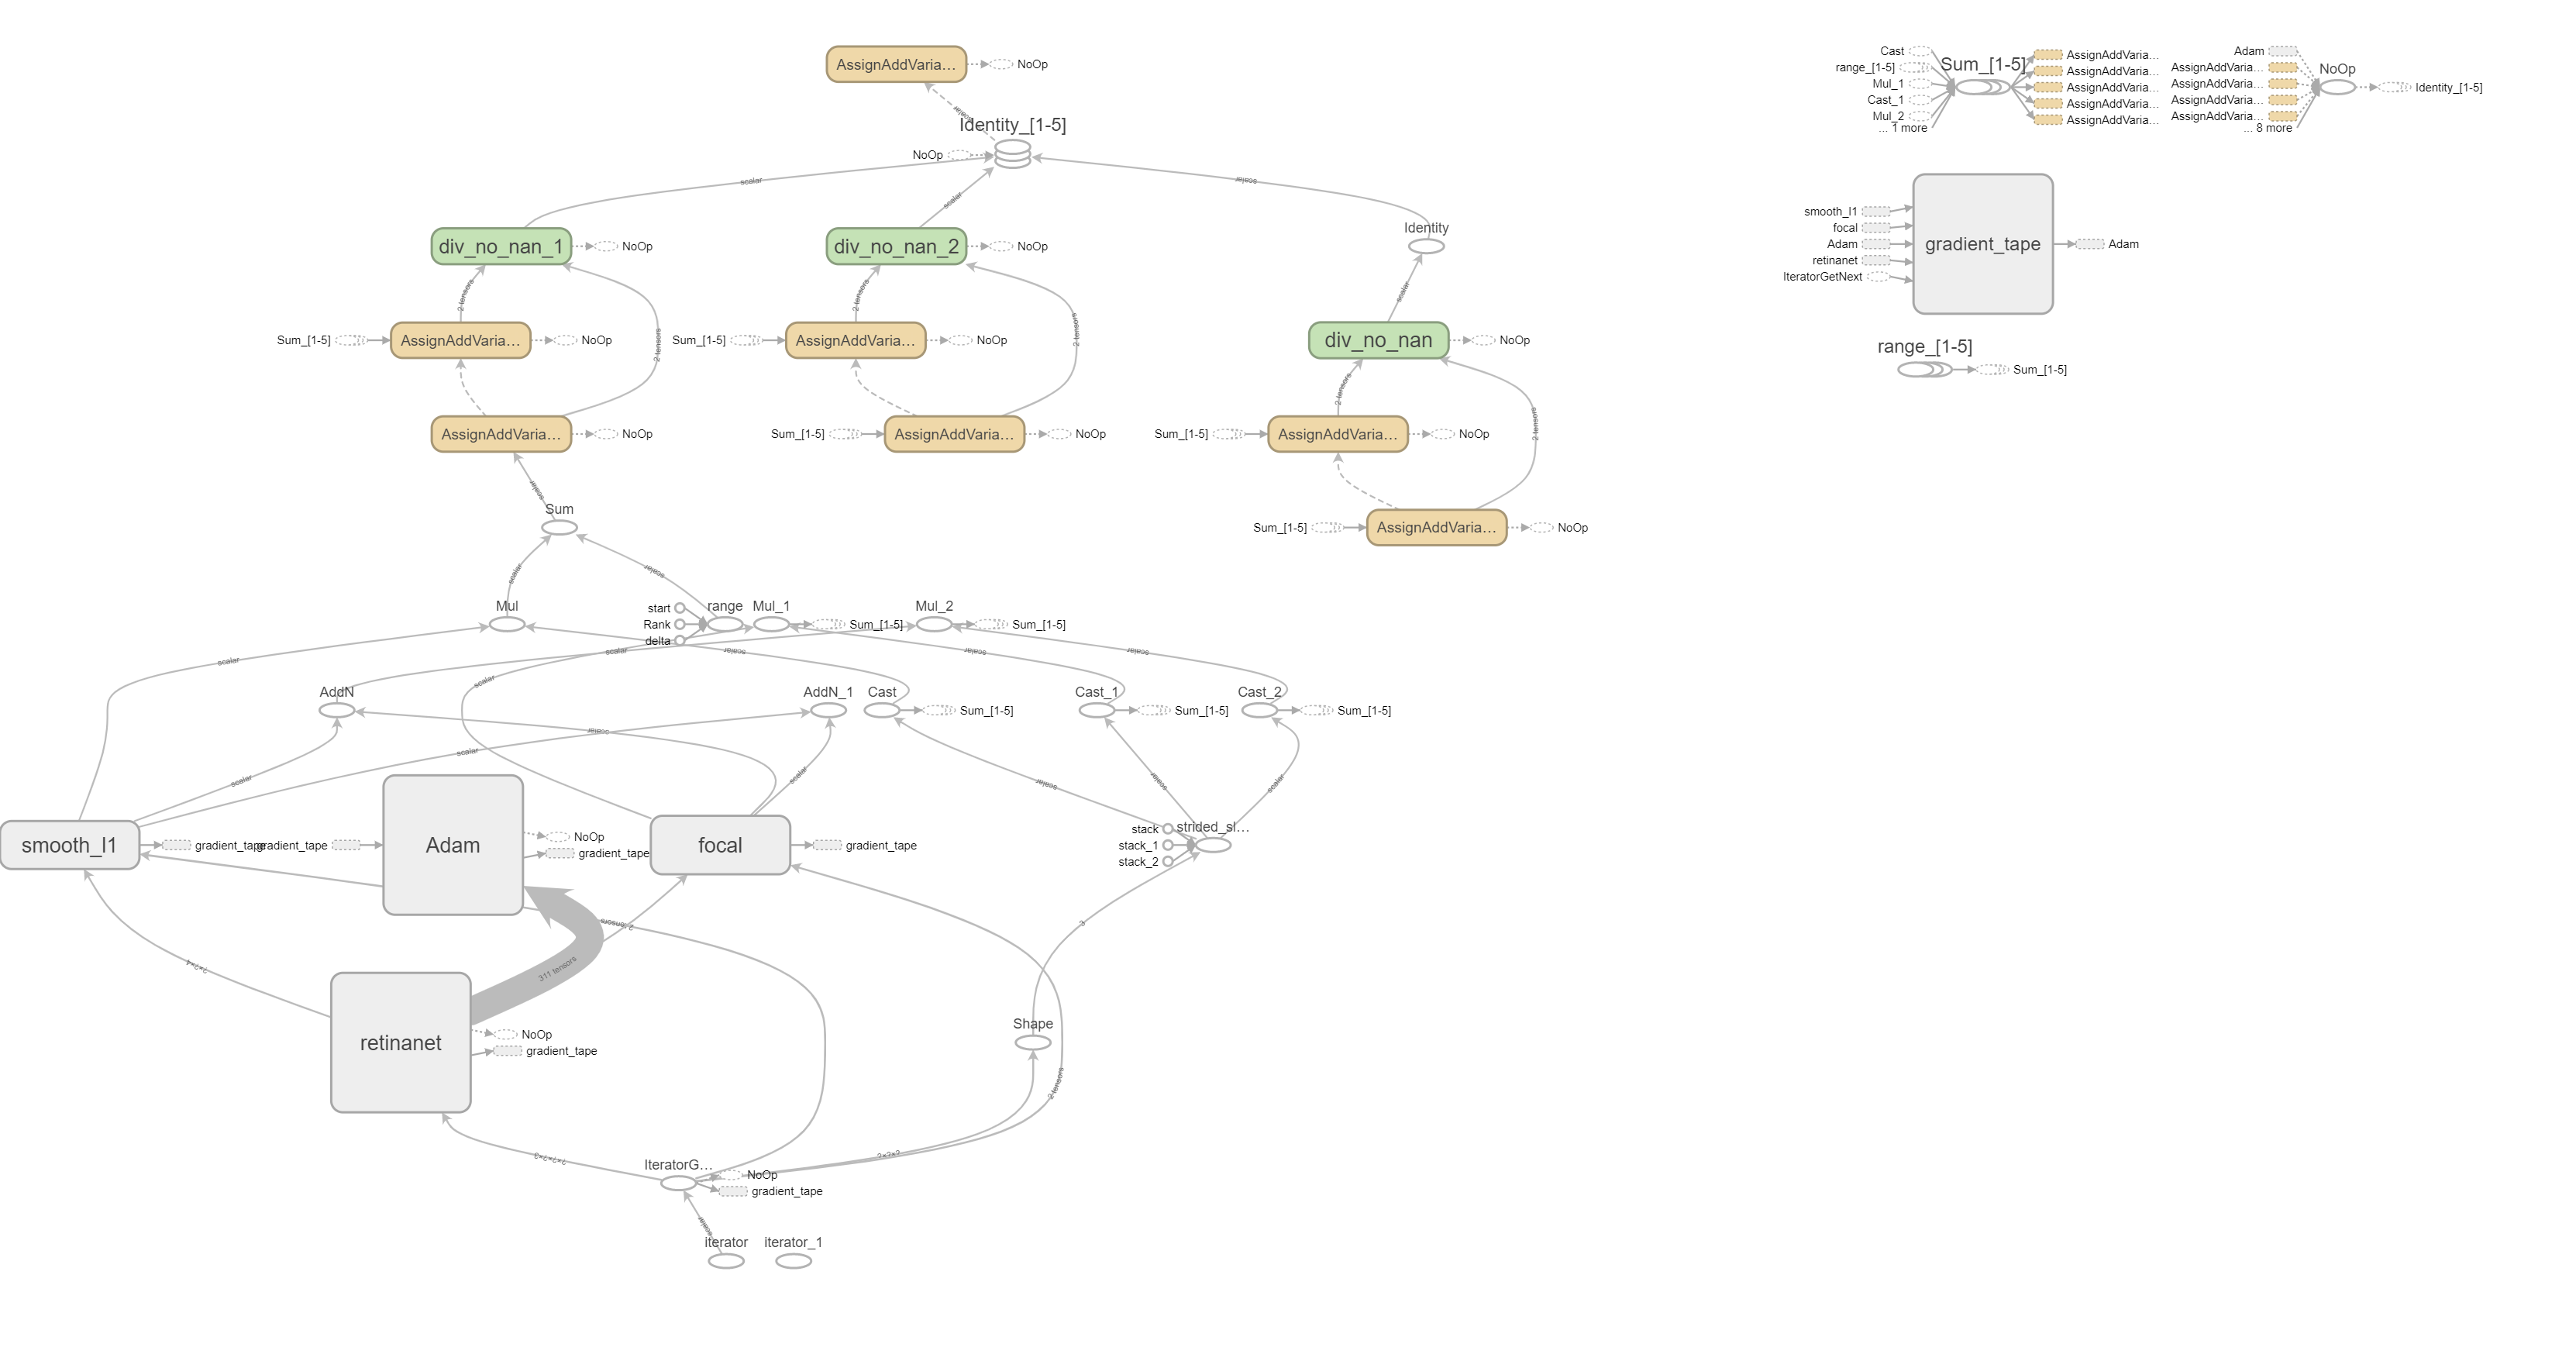 AssignAddVaria…
NoOp
scalar
Identity_[1-5]
NoOp
scalar
scalar
scalar
div_no_nan_1
NoOp
div_no_nan_2
NoOp
Identity
2 tensors
2 tensors
scalar
Sum_[1-5]
AssignAddVaria…
NoOp
2 tensors
Sum_[1-5]
AssignAddVaria…
NoOp
2 tensors
div_no_nan
NoOp
2 tensors
AssignAddVaria…
NoOp
Sum_[1-5]
AssignAddVaria…
NoOp
Sum_[1-5]
AssignAddVaria…
NoOp
2 tensors
scalar
Sum
Sum_[1-5]
AssignAddVaria…
NoOp
scalar
scalar
Mul
start
Rank
delta
range
Mul_1
Sum_[1-5]
Mul_2
Sum_[1-5]
scalar
scalar
scalar
scalar
scalar
scalar
AddN
AddN_1
Cast
Sum_[1-5]
Cast_1
Sum_[1-5]
Cast_2
Sum_[1-5]
scalar
scalar
scalar
scalar
scalar
scalar
scalar
smooth_l1
gradient_tape
gradient_tape
Adam
NoOp
gradient_tape
focal
gradient_tape
stack
stack_1
stack_2
strided_sl…
2 tensors
3
311 tensors
?×?×4
retinanet
NoOp
gradient_tape
Shape
2 tensors
?×?×?×3
?×?×?
IteratorG…
NoOp
gradient_tape
scalar
iterator
iterator_1
Cast
range_[1-5]
Mul_1
Cast_1
Mul_2
... 1 more
Sum_[1-5]
AssignAddVaria…
AssignAddVaria…
AssignAddVaria…
AssignAddVaria…
AssignAddVaria…
Adam
AssignAddVaria…
AssignAddVaria…
AssignAddVaria…
AssignAddVaria…
... 8 more
NoOp
Identity_[1-5]
smooth_l1
focal
Adam
retinanet
IteratorGetNext
gradient_tape
Adam
range_[1-5]
Sum_[1-5]